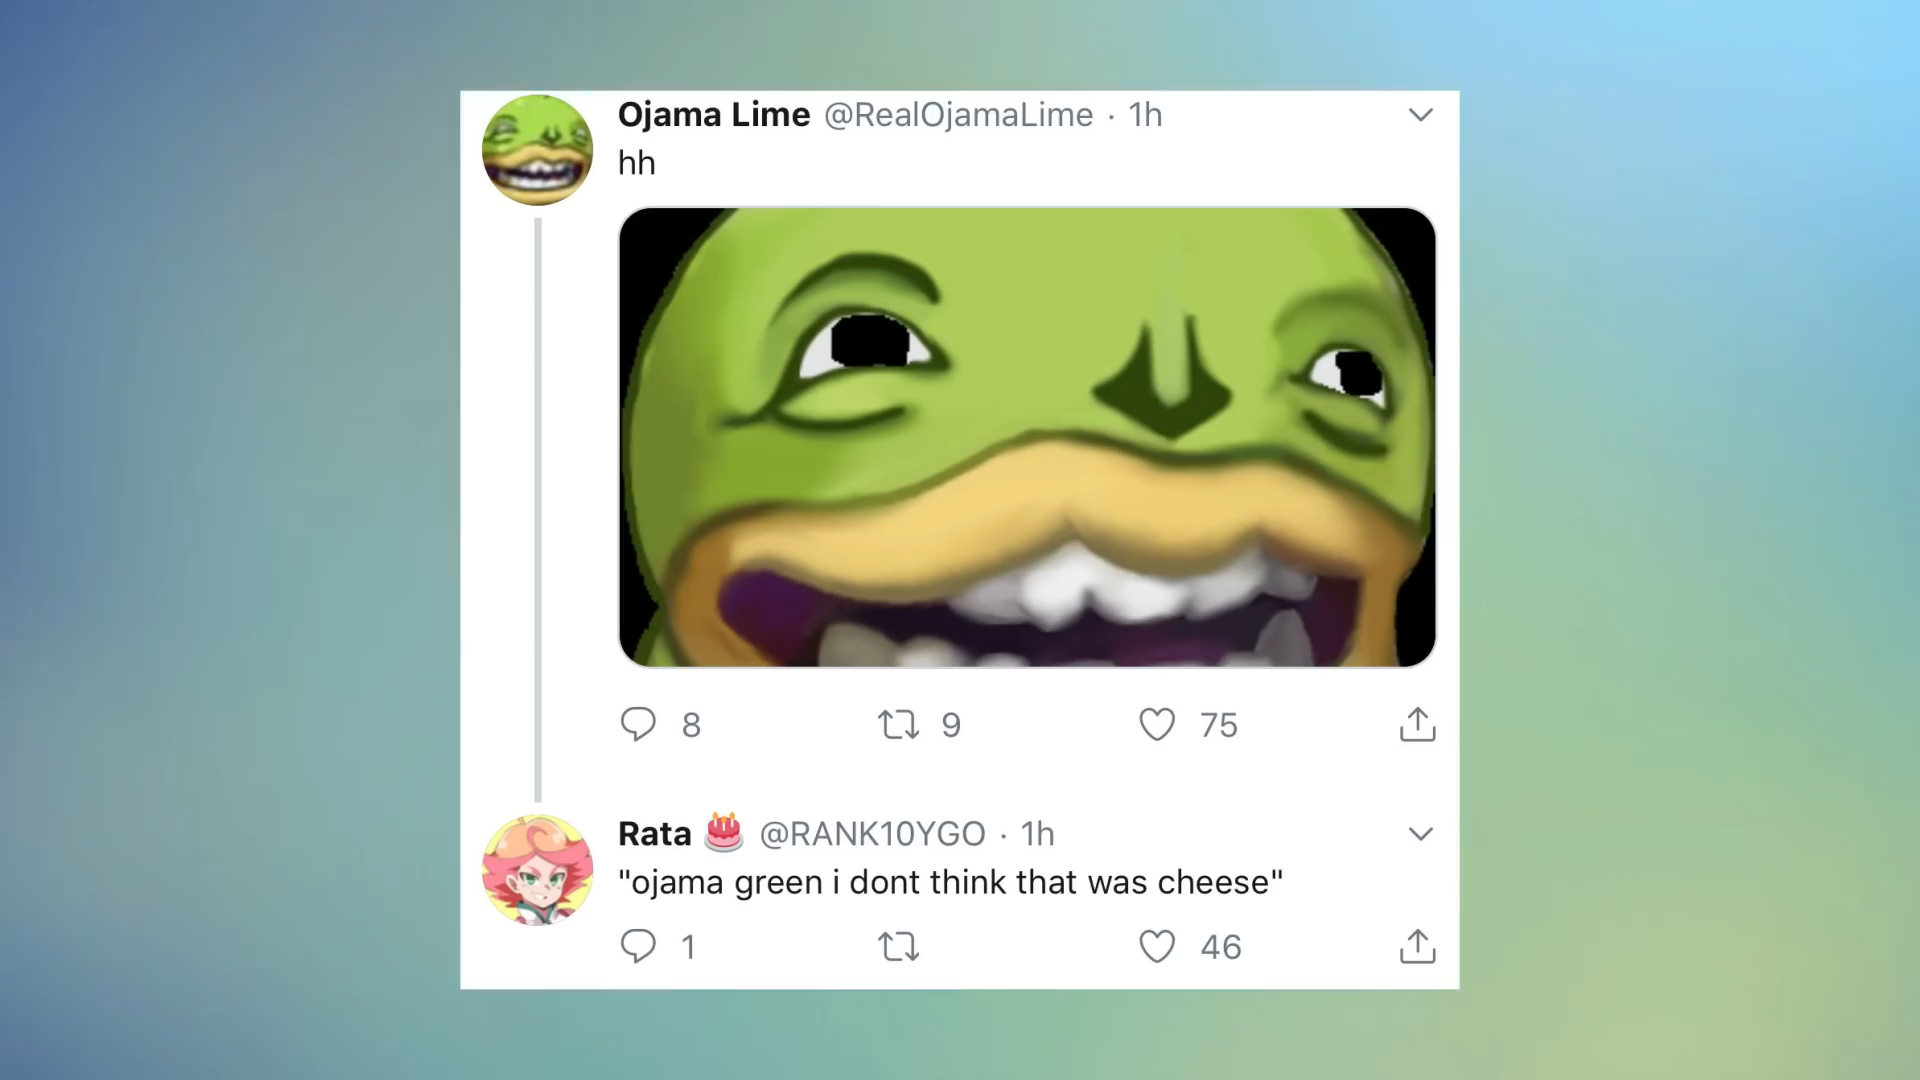 Ojama Lime @RealOjamaLime · 1h
hh
8 9 75
Rata 🎂 @RANK10YGO · 1h
"ojama green i dont think that was cheese"
1 46